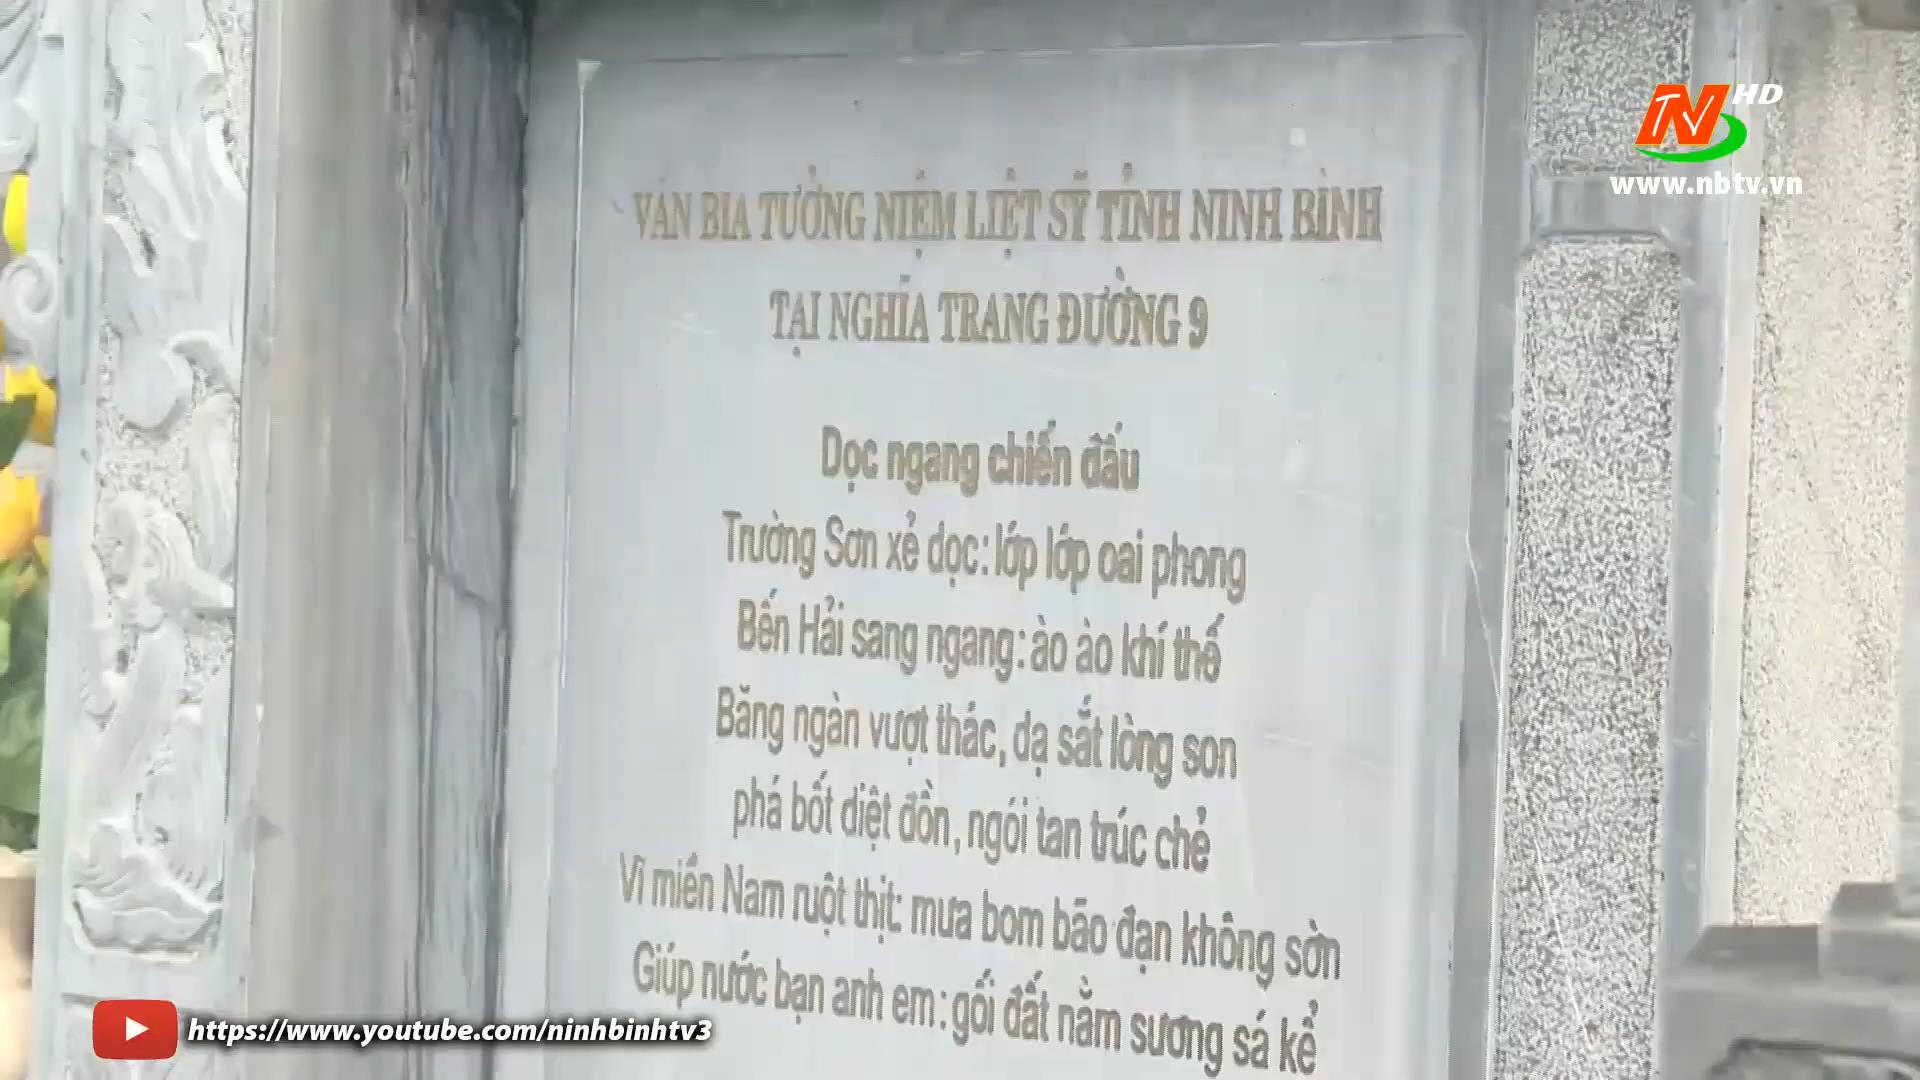 NTV HD
www.nbtv.vn
VĂN BIA TƯỞNG NIỆM LIỆT SỸ TỈNH NINH BÌNH
TẠI NGHĨA TRANG ĐƯỜNG 9
Dọc ngang chiến đấu
Trường Sơn xẻ dọc: lớp lớp oai phong
Bến Hải sang ngang: ào ào khí thế
Băng ngàn vượt thác, dạ sắt lòng son
phá bốt diệt đồn, ngói tan trúc chẻ
Vì miền Nam ruột thịt: mưa bom bão đạn không sờn
Giúp nước bạn anh em: gối đất nằm sương sá kể
https://www.youtube.com/ninhbinhtv3